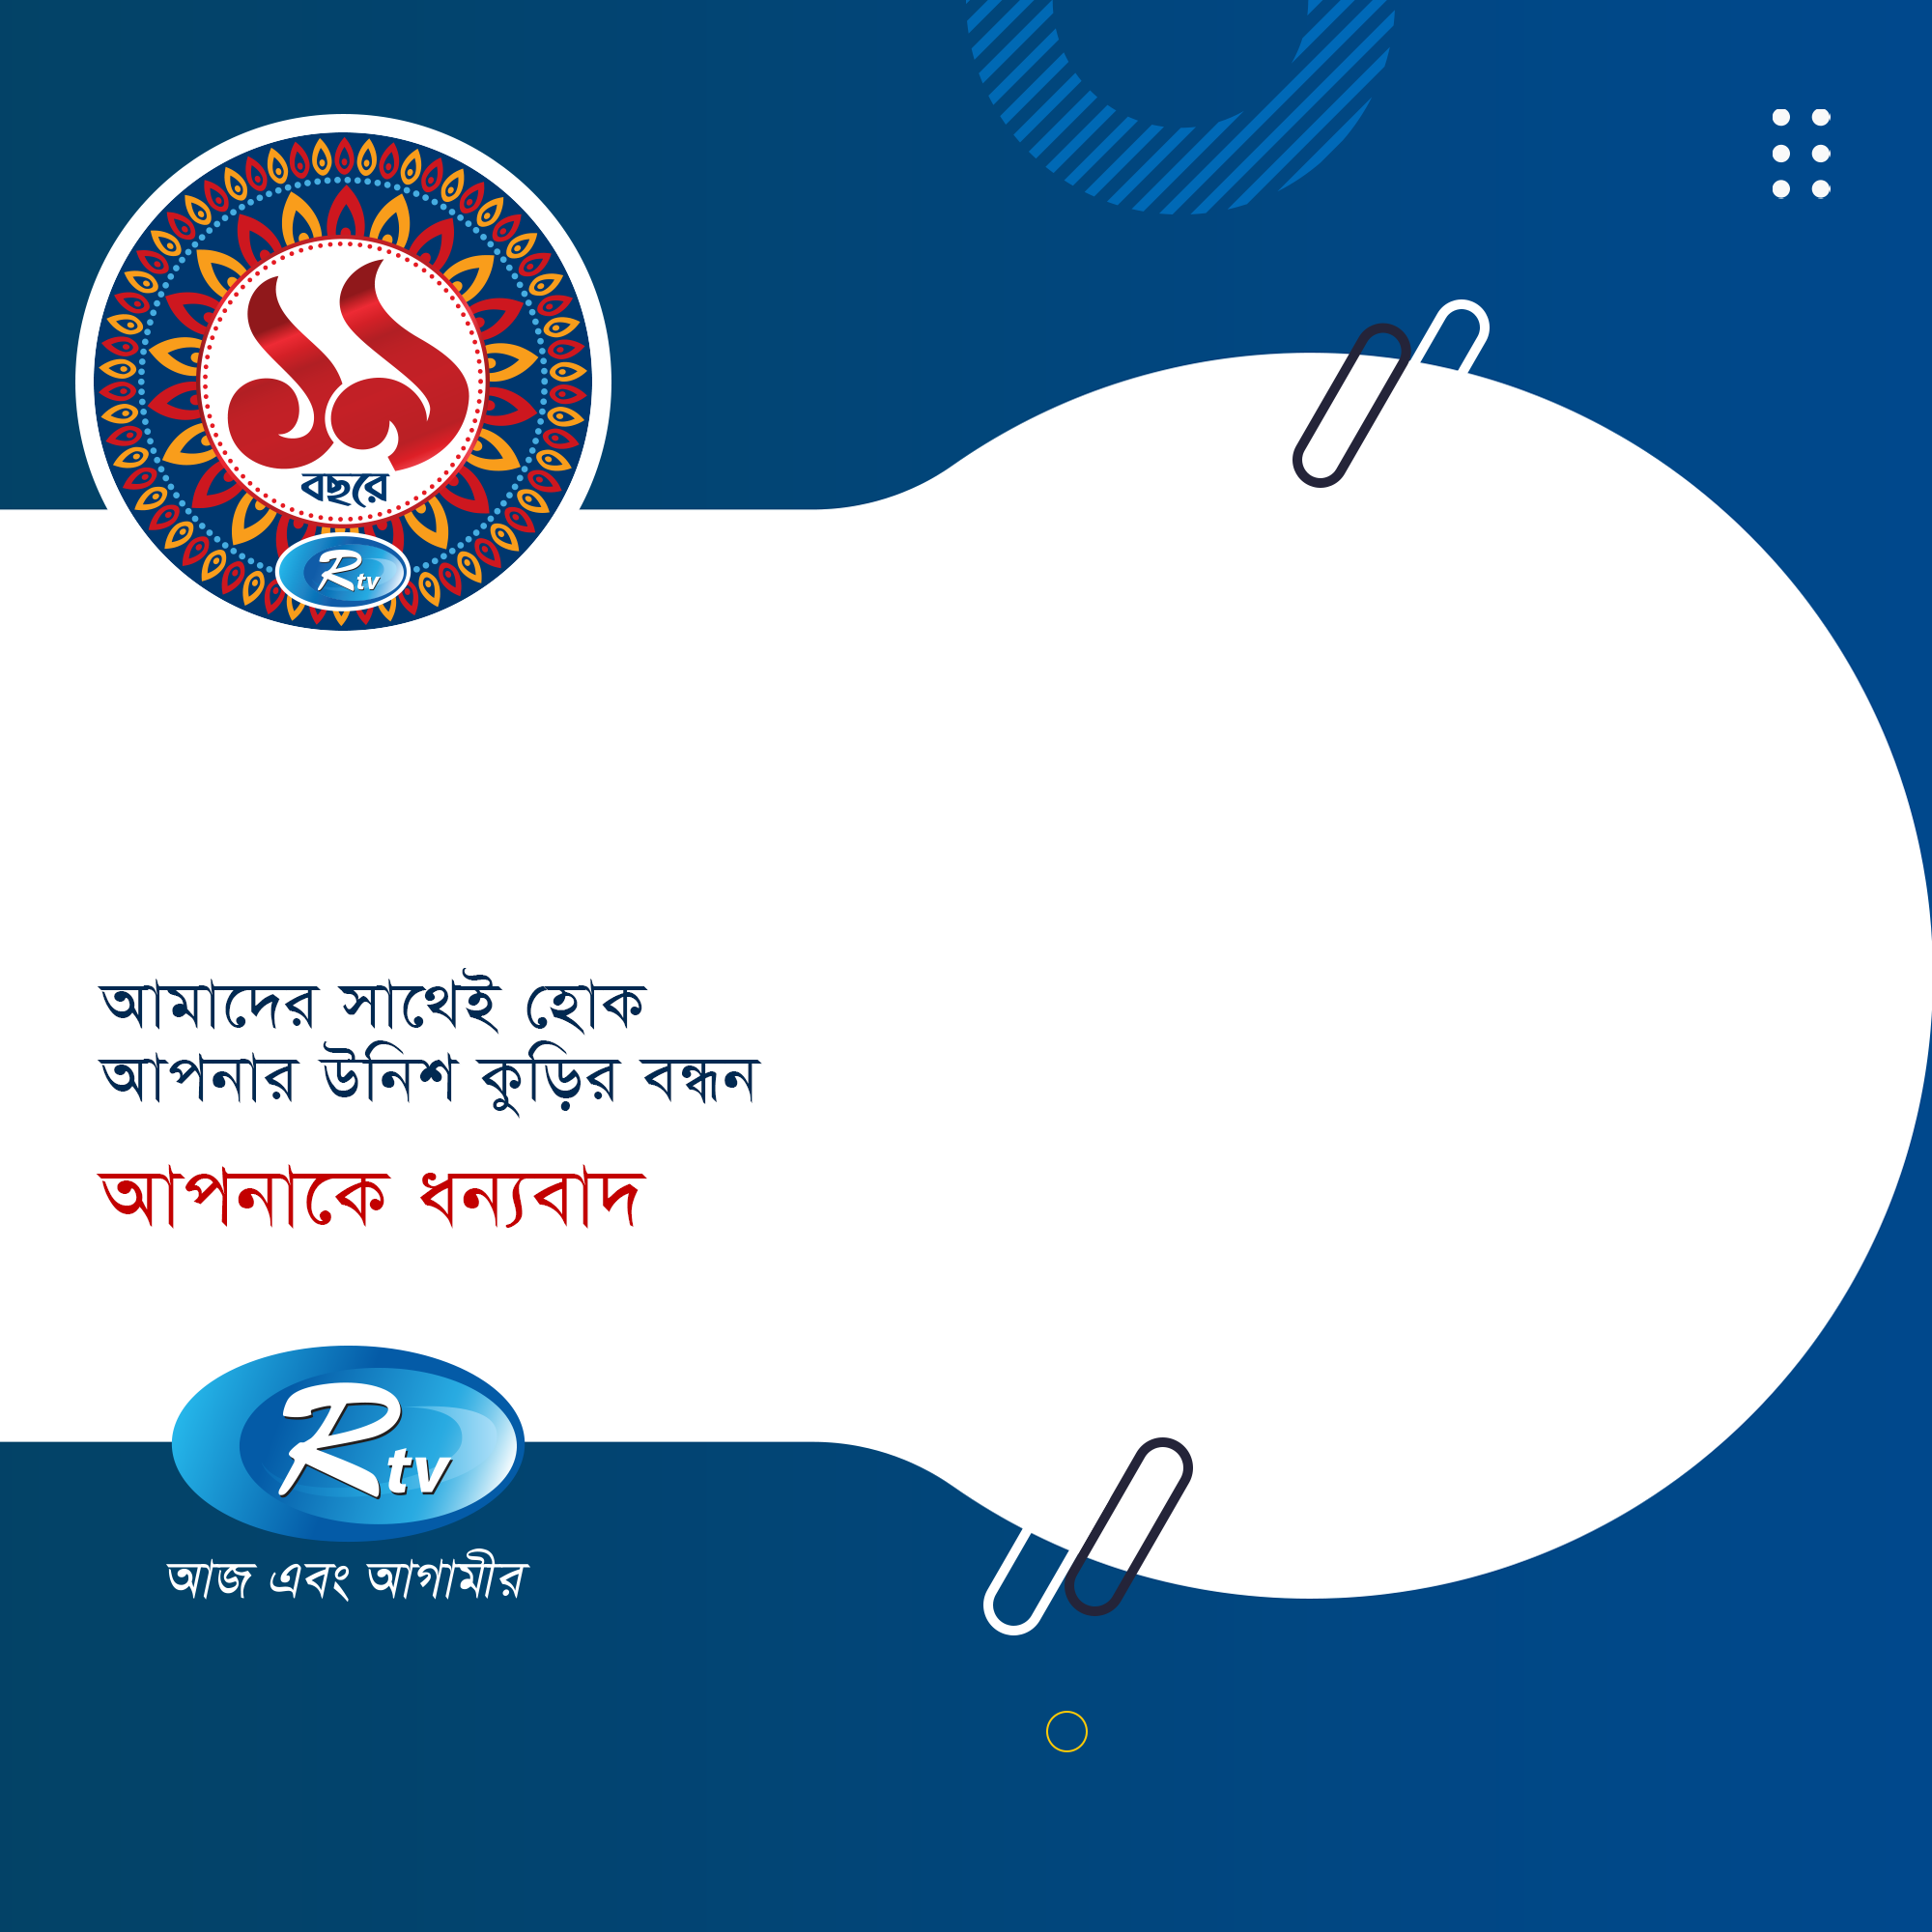 ১৯
বছরে
Rtv
আমাদের সাথেই হোক
আপনার উনিশ কুড়ির বন্ধন
আপনাকে ধন্যবাদ
Rtv
আজ এবং আগামীর